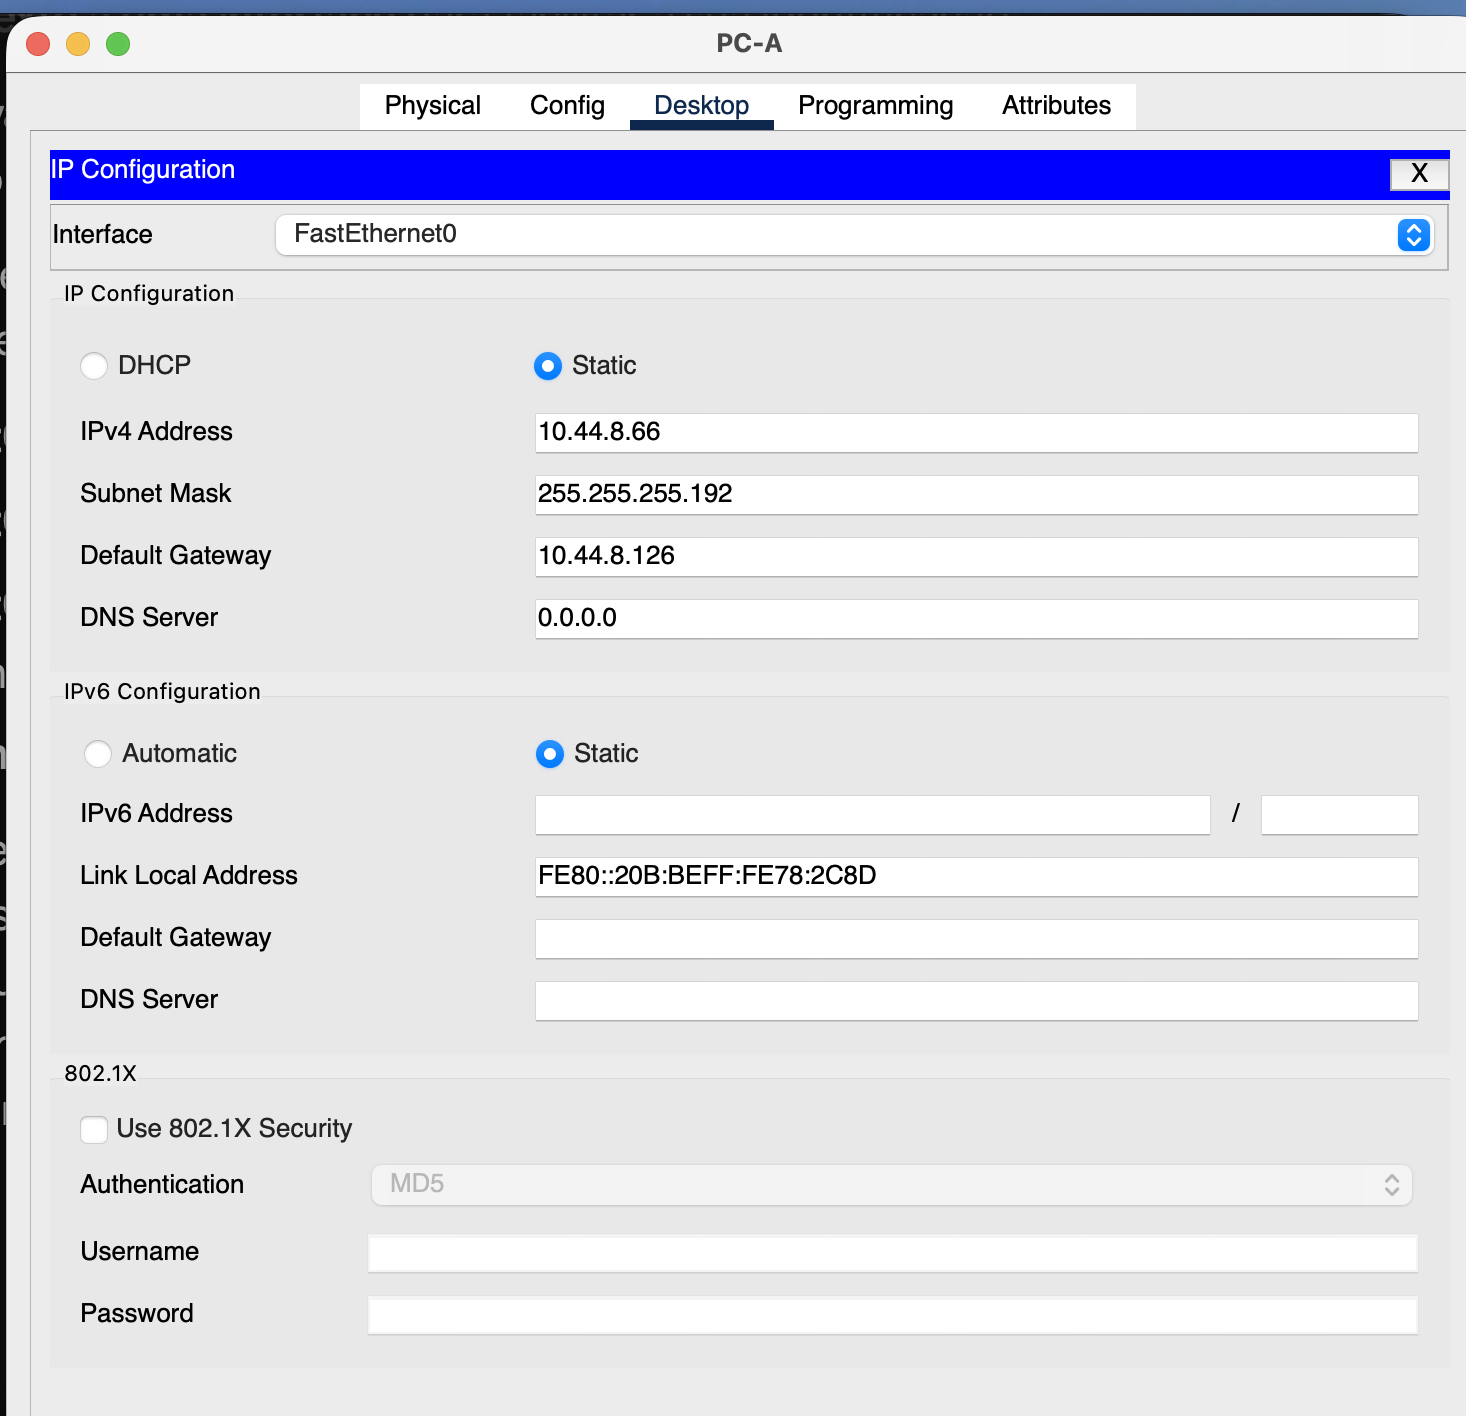 PC-A
Physical Config Desktop Programming Attributes
IP Configuration X
Interface FastEthernet0
IP Configuration
DHCP Static
IPv4 Address 10.44.8.66
Subnet Mask 255.255.255.192
Default Gateway 10.44.8.126
DNS Server 0.0.0.0
IPv6 Configuration
Automatic Static
IPv6 Address /
Link Local Address FE80::20B:BEFF:FE78:2C8D
Default Gateway
DNS Server
802.1X
Use 802.1X Security
Authentication MD5
Username
Password